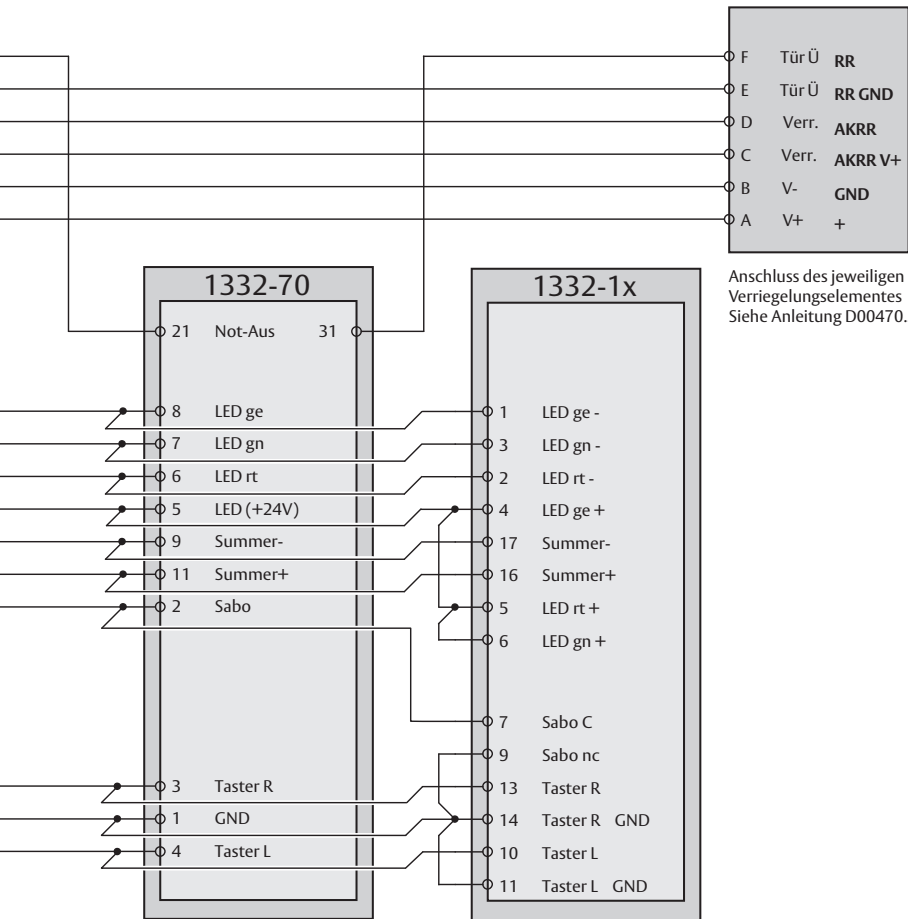 F Tür Ü RR
E Tür Ü RR GND
D Verr. AKRR
C Verr. AKRR V+
B V- GND
A V+ +
Anschluss des jeweiligen
Verriegelungselementes
Siehe Anleitung D00470.
1332-70
21 Not-Aus 31
8 LED ge
7 LED gn
6 LED rt
5 LED (+24V)
9 Summer-
11 Summer+
2 Sabo
3 Taster R
1 GND
4 Taster L
1332-1x
1 LED ge -
3 LED gn -
2 LED rt -
4 LED ge +
17 Summer-
16 Summer+
5 LED rt +
6 LED gn +
7 Sabo C
9 Sabo nc
13 Taster R
14 Taster R GND
10 Taster L
11 Taster L GND